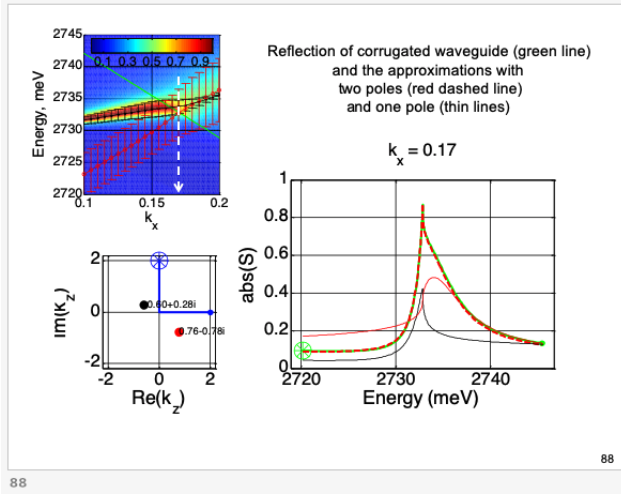 Reflection of corrugated waveguide (green line)
and the approximations with
two poles (red dashed line)
and one pole (thin lines)
2745
2740
2735
2730
2725
2720
Energy, meV
0.1 0.3 0.5 0.7 0.9
0.1 0.15 0.2
kx
kx = 0.17
2
0
-2
Im(kz)
0.60+0.28i
0.76-0.78i
-2 0 2
Re(kz)
1
0.8
0.6
0.4
0.2
0
abs(S)
2720 2730 2740
Energy (meV)
88
88